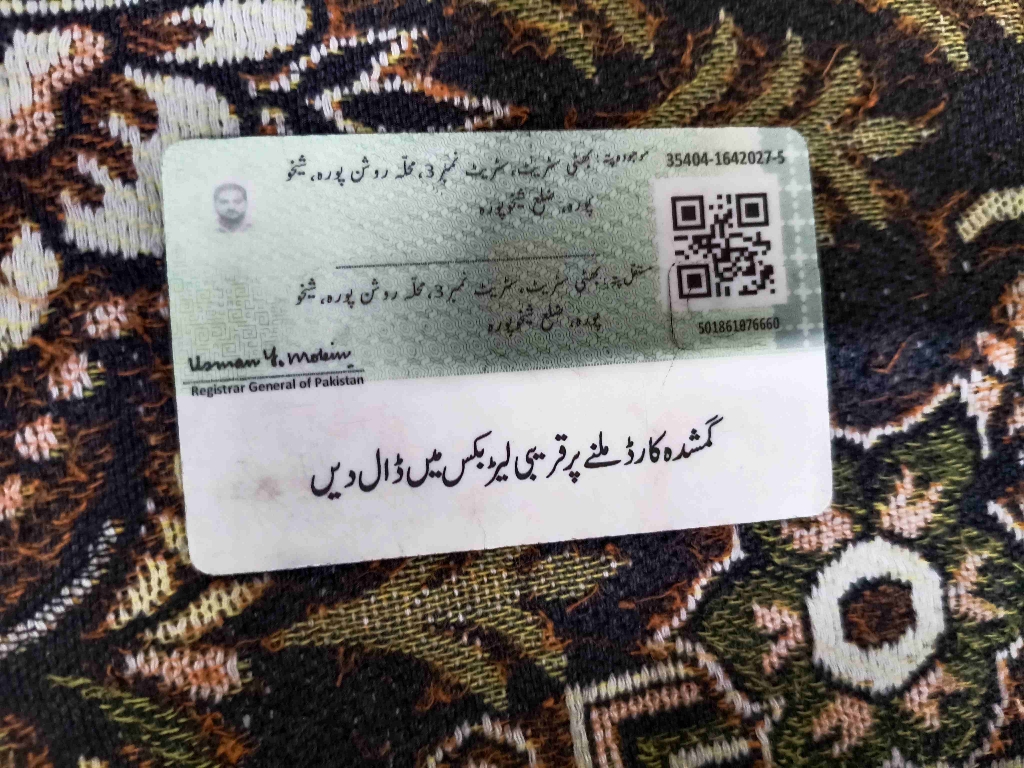 35404-1642027-5
موجودہ پتہ: بھٹی سٹریٹ، سٹریٹ نمبر 3، محلہ روشن پورہ، شیخو
پورہ، ضلع شیخوپورہ
مستقل پتہ: بھٹی سٹریٹ، سٹریٹ نمبر 3، محلہ روشن پورہ، شیخو
پورہ، ضلع شیخوپورہ
501861076660
Usman Y. Mobin
Registrar General of Pakistan
گمشدہ کارڈ ملنے پر قریبی لیٹر بکس میں ڈال دیں